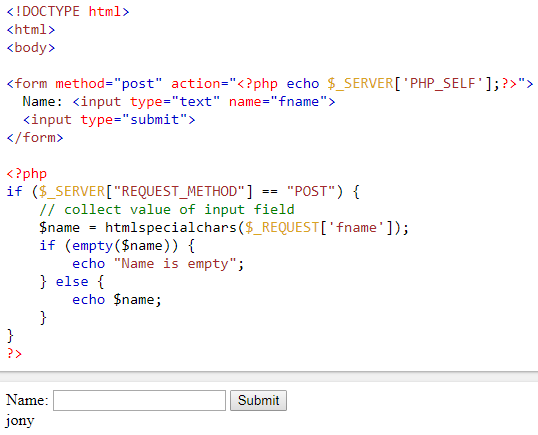 <!DOCTYPE html>
<html>
<body>
<form method="post" action="<?php echo $_SERVER['PHP_SELF'];?>">
  Name: <input type="text" name="fname">
  <input type="submit">
</form>
<?php
if ($_SERVER["REQUEST_METHOD"] == "POST") {
    // collect value of input field
    $name = htmlspecialchars($_REQUEST['fname']);
    if (empty($name)) {
        echo "Name is empty";
    } else {
        echo $name;
    }
}
?>
Name: Submit
jony